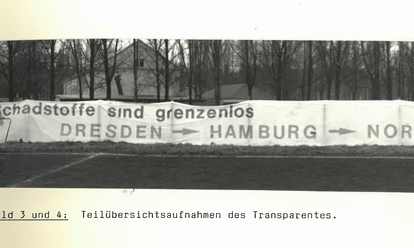 chadstoffe sind grenzenlos
DRESDEN → HAMBURG → NOR
ld 3 und 4: Teilübersichtsaufnahmen des Transparentes.